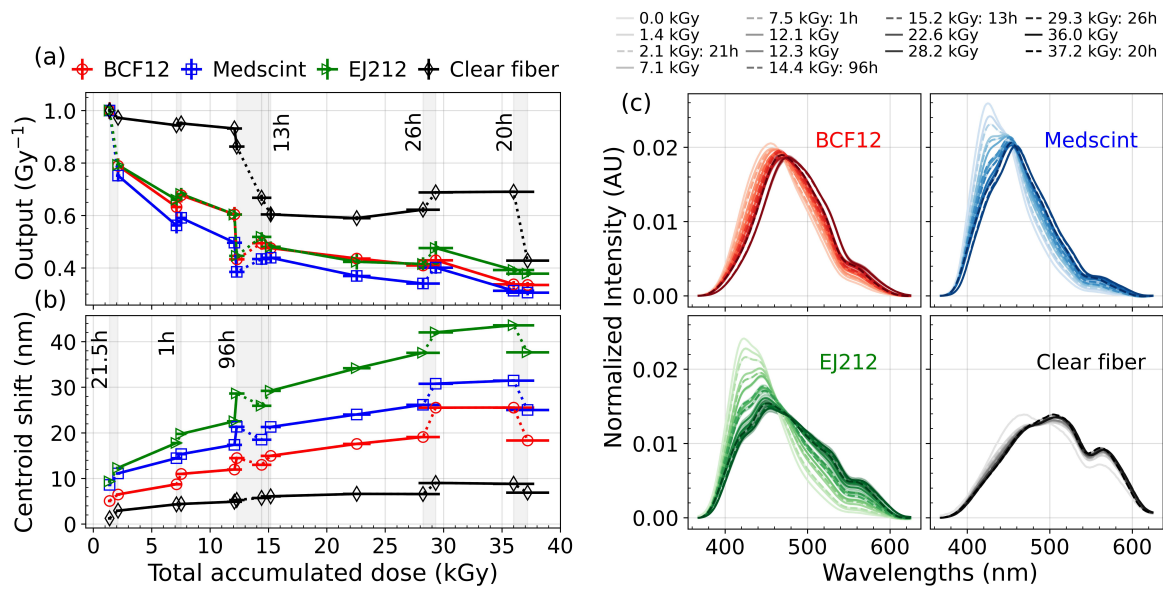 (a)
BCF12 Medscint EJ212 Clear fiber
1.0
0.8
0.6
0.4
Output (Gy⁻¹)
13h
26h
20h
(b)
40
30
20
10
0
Centroid shift (nm)
21.5h
1h
96h
0 5 10 15 20 25 30 35 40
Total accumulated dose (kGy)
0.0 kGy 7.5 kGy: 1h 15.2 kGy: 13h 29.3 kGy: 26h
1.4 kGy 12.1 kGy 22.6 kGy 36.0 kGy
2.1 kGy: 21h 12.3 kGy 28.2 kGy 37.2 kGy: 20h
7.1 kGy 14.4 kGy: 96h
(c)
BCF12
Medscint
0.02
0.01
0.00
Normalized Intensity (AU)
EJ212
Clear fiber
0.02
0.01
0.00
400 500 600 400 500 600
Wavelengths (nm)